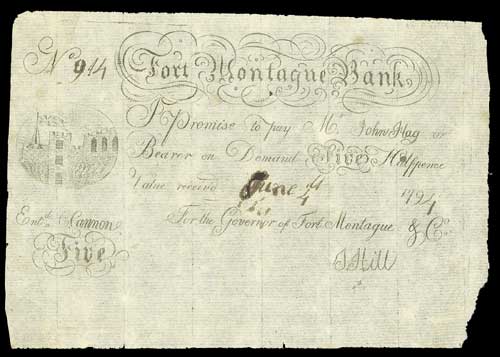 No 914
Fort Montague Bank
I Promise to pay Mr John Hag or
Bearer on Demand Five Halfpence
Value received June 4 1794
Entd Cannon
For the Governor of Fort Montague & Co
Five
J Hill